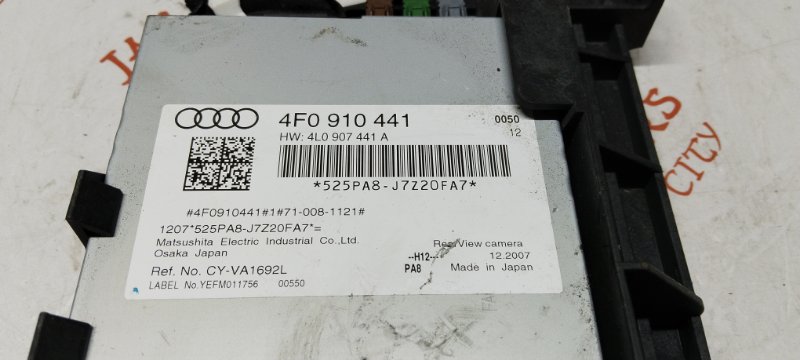 4F0 910 441
0050
HW: 4L0 907 441 A
12
*525PA8-J7Z20FA7*
#4F0910441#1#71-008-1121#
1207*525PA8-J7Z20FA7*=
Matsushita Electric Industrial Co.,Ltd.
Osaka Japan
Rear View camera
--H12--
12.2007
Ref. No. CY-VA1692L
PA8
Made in Japan
LABEL No.YEFM011756
00550
CITY